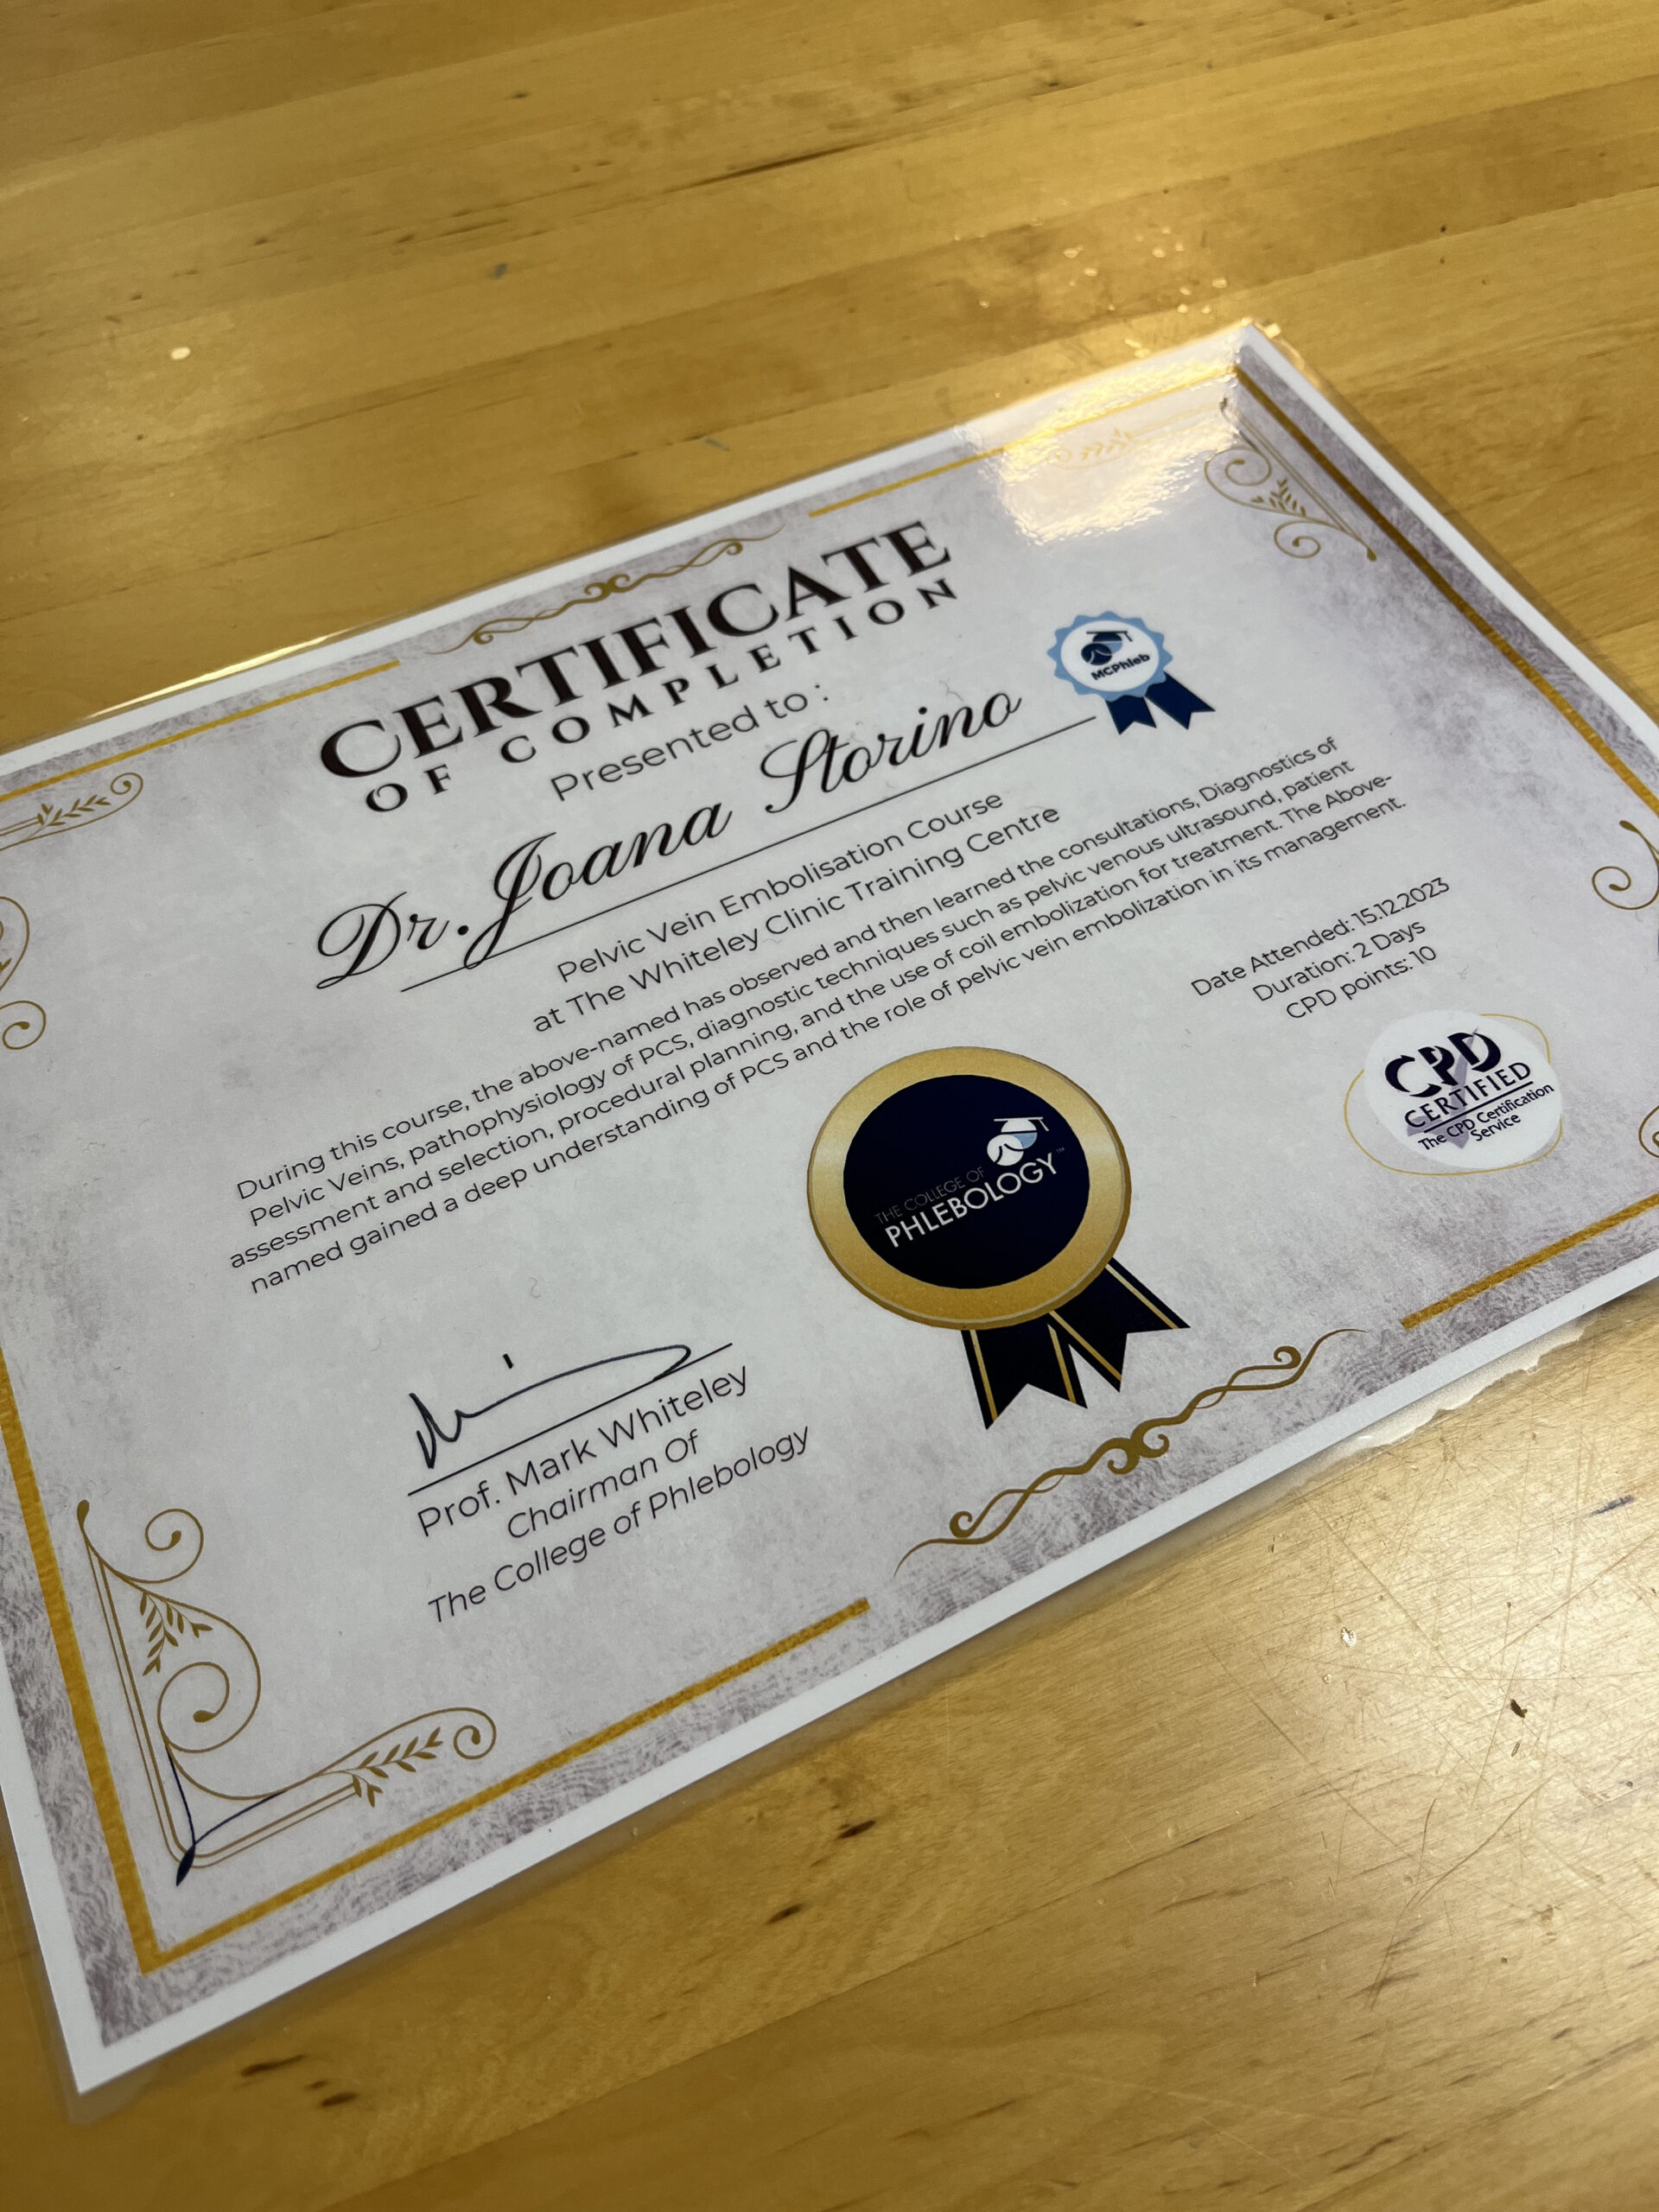 CERTIFICATE
OF COMPLETION
Presented to :
MCPhleb
Dr. Joana Storino
Pelvic Vein Embolisation Course
at The Whiteley Clinic Training Centre
During this course, the above-named has observed and then learned the consultations, Diagnostics of
Pelvic Veins, pathophysiology of PCS, diagnostic techniques such as pelvic venous ultrasound, patient
assessment and selection, procedural planning, and the use of coil embolization for treatment. The Above-
named gained a deep understanding of PCS and the role of pelvic vein embolization in its management.
Date Attended: 15.12.2023
Duration: 2 Days
CPD points: 10
CPD
CERTIFIED
The CPD Certification
Service
THE COLLEGE OF
PHLEBOLOGY™
Prof. Mark Whiteley
Chairman Of
The College of Phlebology